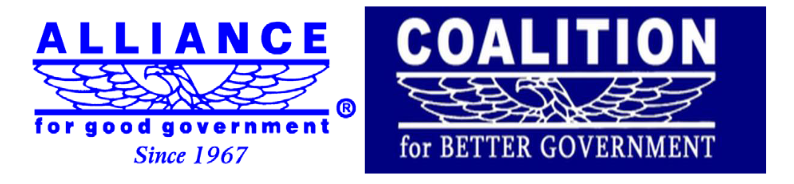 ALLIANCE
for good government®
Since 1967
COALITION
for BETTER GOVERNMENT